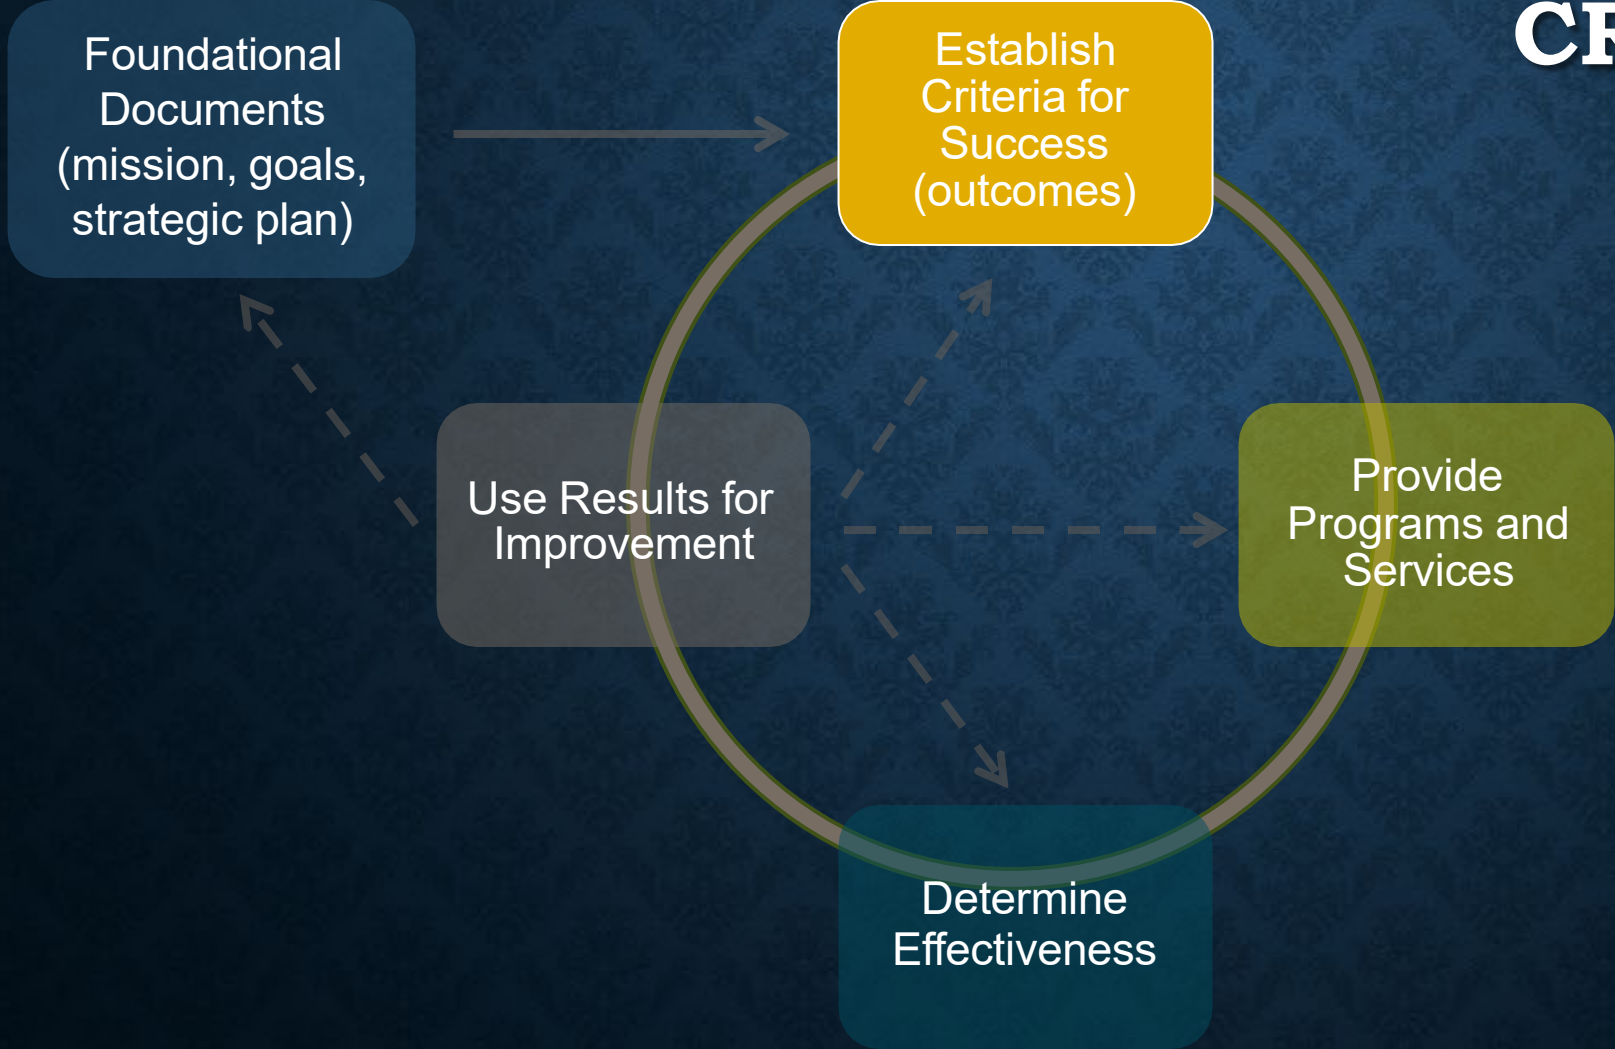 Foundational
Documents
(mission, goals,
strategic plan)
Establish
Criteria for
Success
(outcomes)
CR
Use Results for
Improvement
Provide
Programs and
Services
Determine
Effectiveness